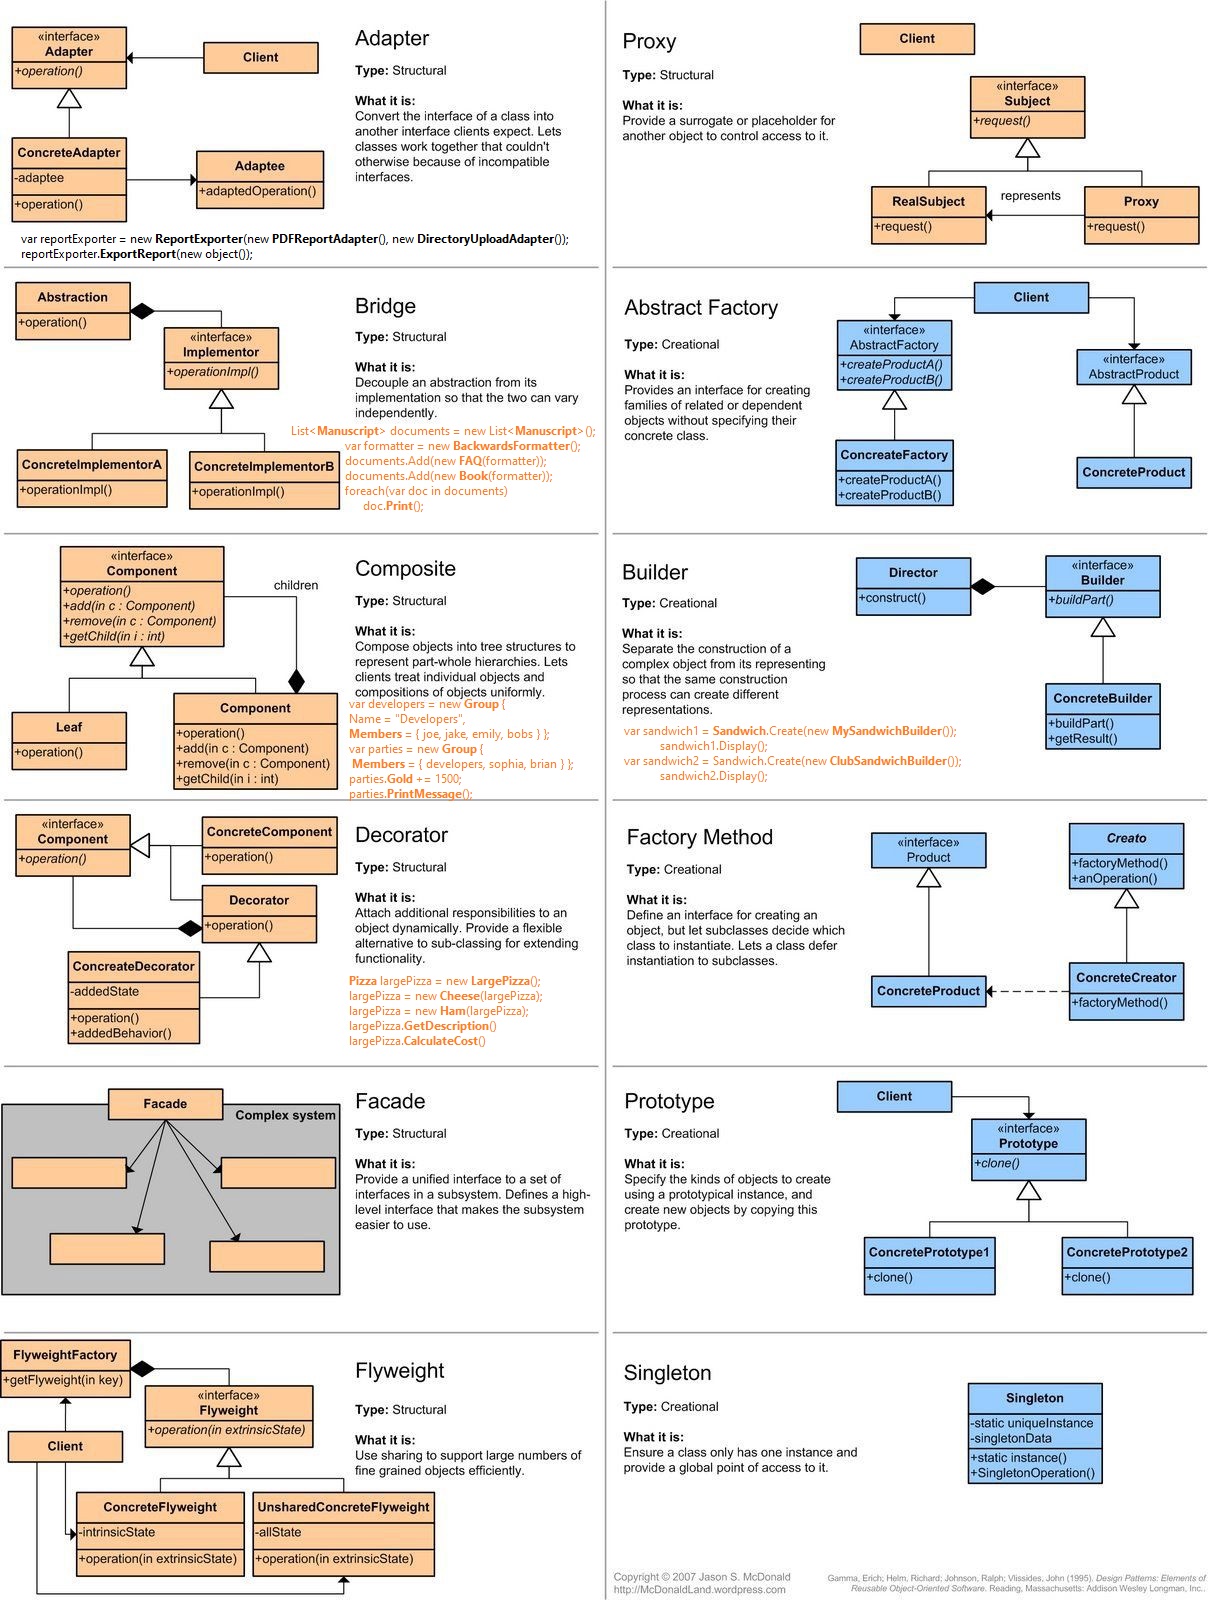 «interface»
Adapter
+operation()
Client
ConcreteAdapter
-adaptee
+operation()
Adaptee
+adaptedOperation()
Adapter
Type: Structural
What it is:
Convert the interface of a class into
another interface clients expect. Lets
classes work together that couldn't
otherwise because of incompatible
interfaces.
var reportExporter = new ReportExporter(new PDFReportAdapter(), new DirectoryUploadAdapter());
reportExporter.ExportReport(new object());
Proxy
Type: Structural
What it is:
Provide a surrogate or placeholder for
another object to control access to it.
Client
«interface»
Subject
+request()
RealSubject
+request()
represents
Proxy
+request()
Abstraction
+operation()
«interface»
Implementor
+operationImpl()
ConcreteImplementorA
+operationImpl()
ConcreteImplementorB
+operationImpl()
Bridge
Type: Structural
What it is:
Decouple an abstraction from its
implementation so that the two can vary
independently.
List<Manuscript> documents = new List<Manuscript>();
var formatter = new BackwardsFormatter();
documents.Add(new FAQ(formatter));
documents.Add(new Book(formatter));
foreach(var doc in documents)
doc.Print();
Abstract Factory
Type: Creational
What it is:
Provides an interface for creating
families of related or dependent
objects without specifying their
concrete class.
Client
«interface»
AbstractFactory
+createProductA()
+createProductB()
«interface»
AbstractProduct
ConcreateFactory
+createProductA()
+createProductB()
ConcreteProduct
«interface»
Component
+operation()
+add(in c : Component)
+remove(in c : Component)
+getChild(in i : int)
children
Leaf
+operation()
Component
+operation()
+add(in c : Component)
+remove(in c : Component)
+getChild(in i : int)
Composite
Type: Structural
What it is:
Compose objects into tree structures to
represent part-whole hierarchies. Lets
clients treat individual objects and
compositions of objects uniformly.
var developers = new Group {
Name = "Developers",
Members = { joe, jake, emily, bobs } };
var parties = new Group {
Members = { developers, sophia, brian } };
parties.Gold += 1500;
parties.PrintMessage();
Builder
Type: Creational
What it is:
Separate the construction of a
complex object from its representing
so that the same construction
process can create different
representations.
var sandwich1 = Sandwich.Create(new MySandwichBuilder());
sandwich1.Display();
var sandwich2 = Sandwich.Create(new ClubSandwichBuilder());
sandwich2.Display();
Director
+construct()
«interface»
Builder
+buildPart()
ConcreteBuilder
+buildPart()
+getResult()
«interface»
Component
+operation()
ConcreteComponent
+operation()
Decorator
+operation()
ConcreateDecorator
-addedState
+operation()
+addedBehavior()
Decorator
Type: Structural
What it is:
Attach additional responsibilities to an
object dynamically. Provide a flexible
alternative to sub-classing for extending
functionality.
Pizza largePizza = new LargePizza();
largePizza = new Cheese(largePizza);
largePizza = new Ham(largePizza);
largePizza.GetDescription()
largePizza.CalculateCost()
Factory Method
Type: Creational
What it is:
Define an interface for creating an
object, but let subclasses decide which
class to instantiate. Lets a class defer
instantiation to subclasses.
«interface»
Product
Creato
+factoryMethod()
+anOperation()
ConcreteProduct
ConcreteCreator
+factoryMethod()
Facade
Complex system
Facade
Type: Structural
What it is:
Provide a unified interface to a set of
interfaces in a subsystem. Defines a high-
level interface that makes the subsystem
easier to use.
Prototype
Type: Creational
What it is:
Specify the kinds of objects to create
using a prototypical instance, and
create new objects by copying this
prototype.
Client
«interface»
Prototype
+clone()
ConcretePrototype1
+clone()
ConcretePrototype2
+clone()
FlyweightFactory
+getFlyweight(in key)
«interface»
Flyweight
+operation(in extrinsicState)
Client
ConcreteFlyweight
-intrinsicState
+operation(in extrinsicState)
UnsharedConcreteFlyweight
-allState
+operation(in extrinsicState)
Flyweight
Type: Structural
What it is:
Use sharing to support large numbers of
fine grained objects efficiently.
Singleton
Type: Creational
What it is:
Ensure a class only has one instance and
provide a global point of access to it.
Singleton
-static uniqueInstance
-singletonData
+static instance()
+SingletonOperation()
Copyright © 2007 Jason S. McDonald
http://McDonaldLand.wordpress.com
Gamma, Erich; Helm, Richard; Johnson, Ralph; Vlissides, John (1995). Design Patterns: Elements of
Reusable Object-Oriented Software. Reading, Massachusetts: Addison Wesley Longman, Inc..